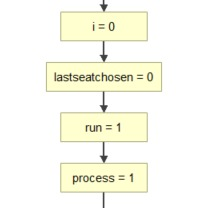 i = 0
lastseatchosen = 0
run = 1
process = 1